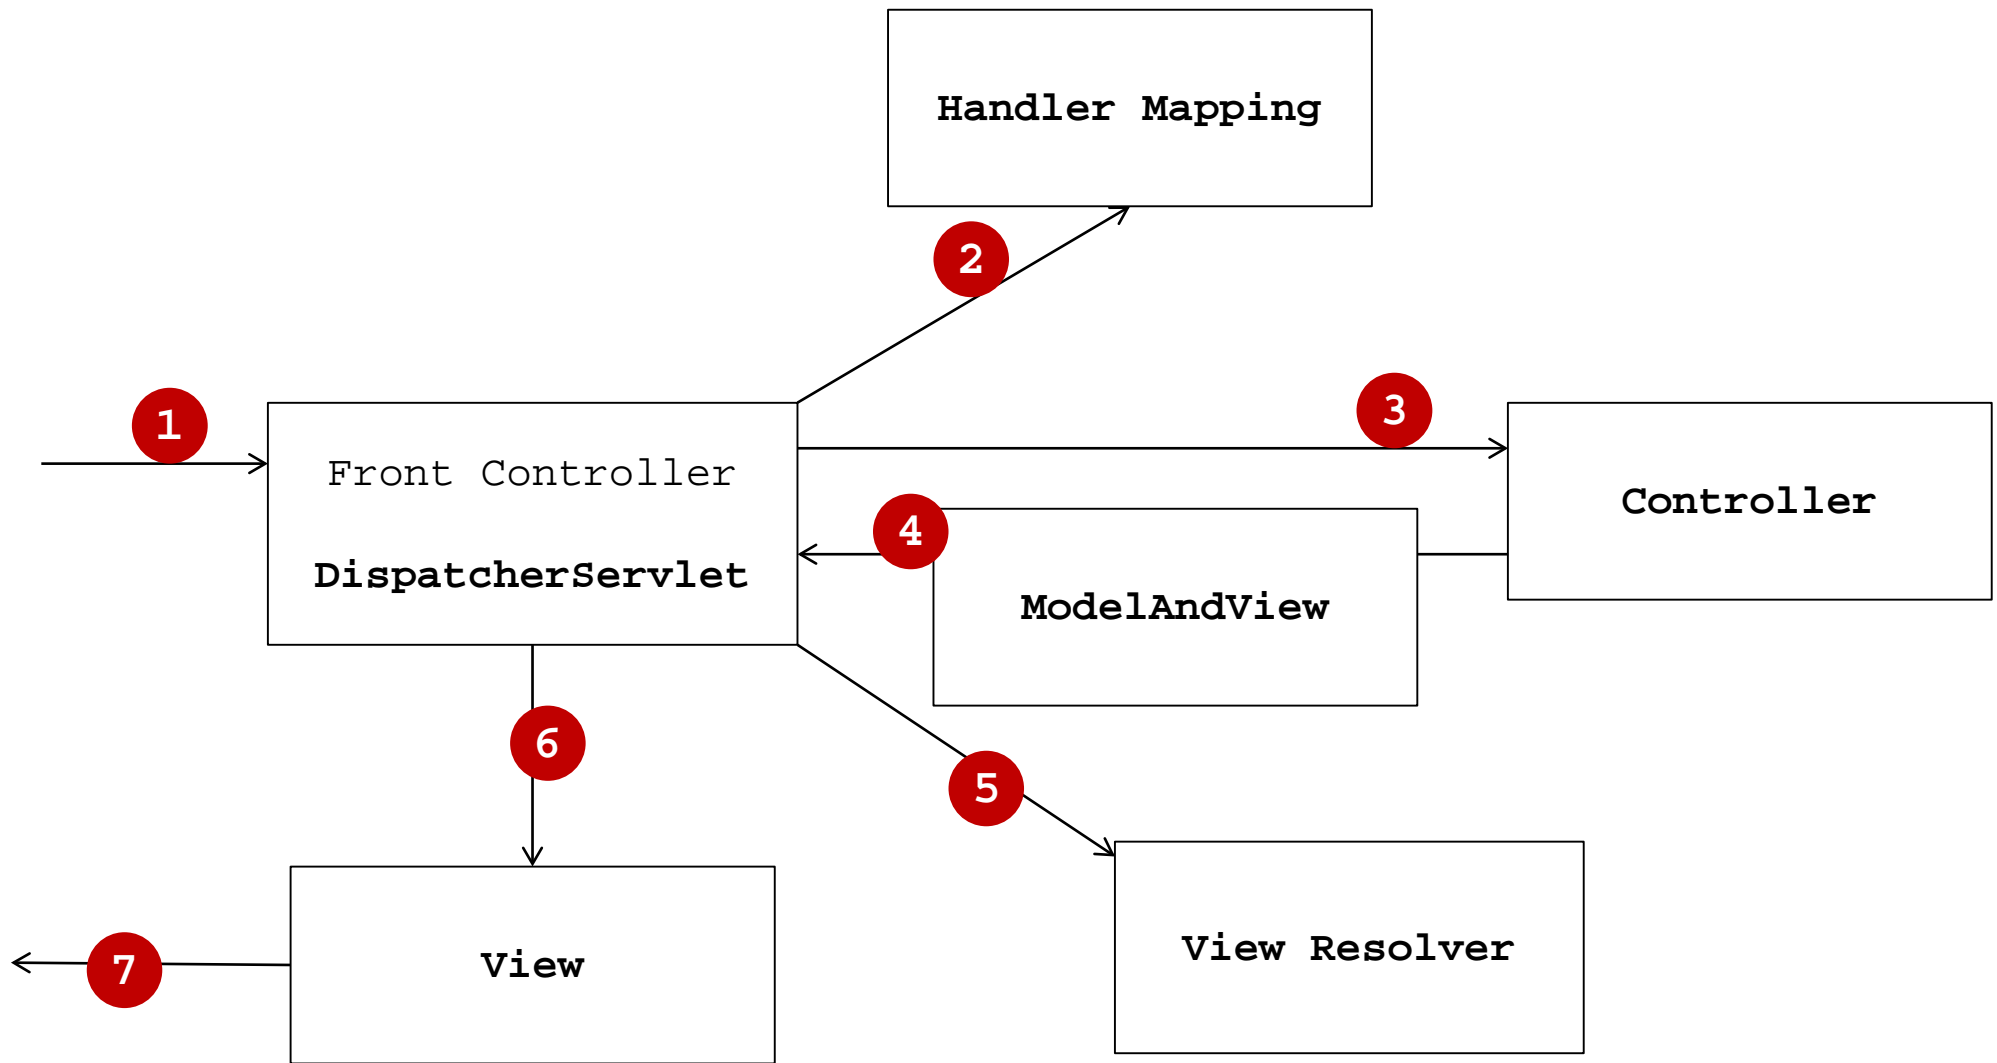 Handler Mapping
2
1
3
Front Controller
DispatcherServlet
Controller
4
ModelAndView
6
5
View Resolver
View
7